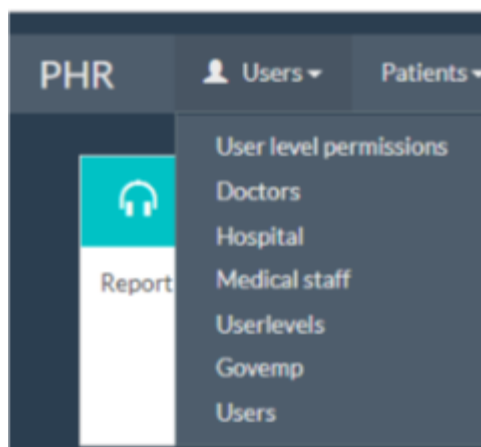 PHR Users Patients
User level permissions
Doctors
Hospital
Medical staff
Userlevels
Govemp
Users
Report